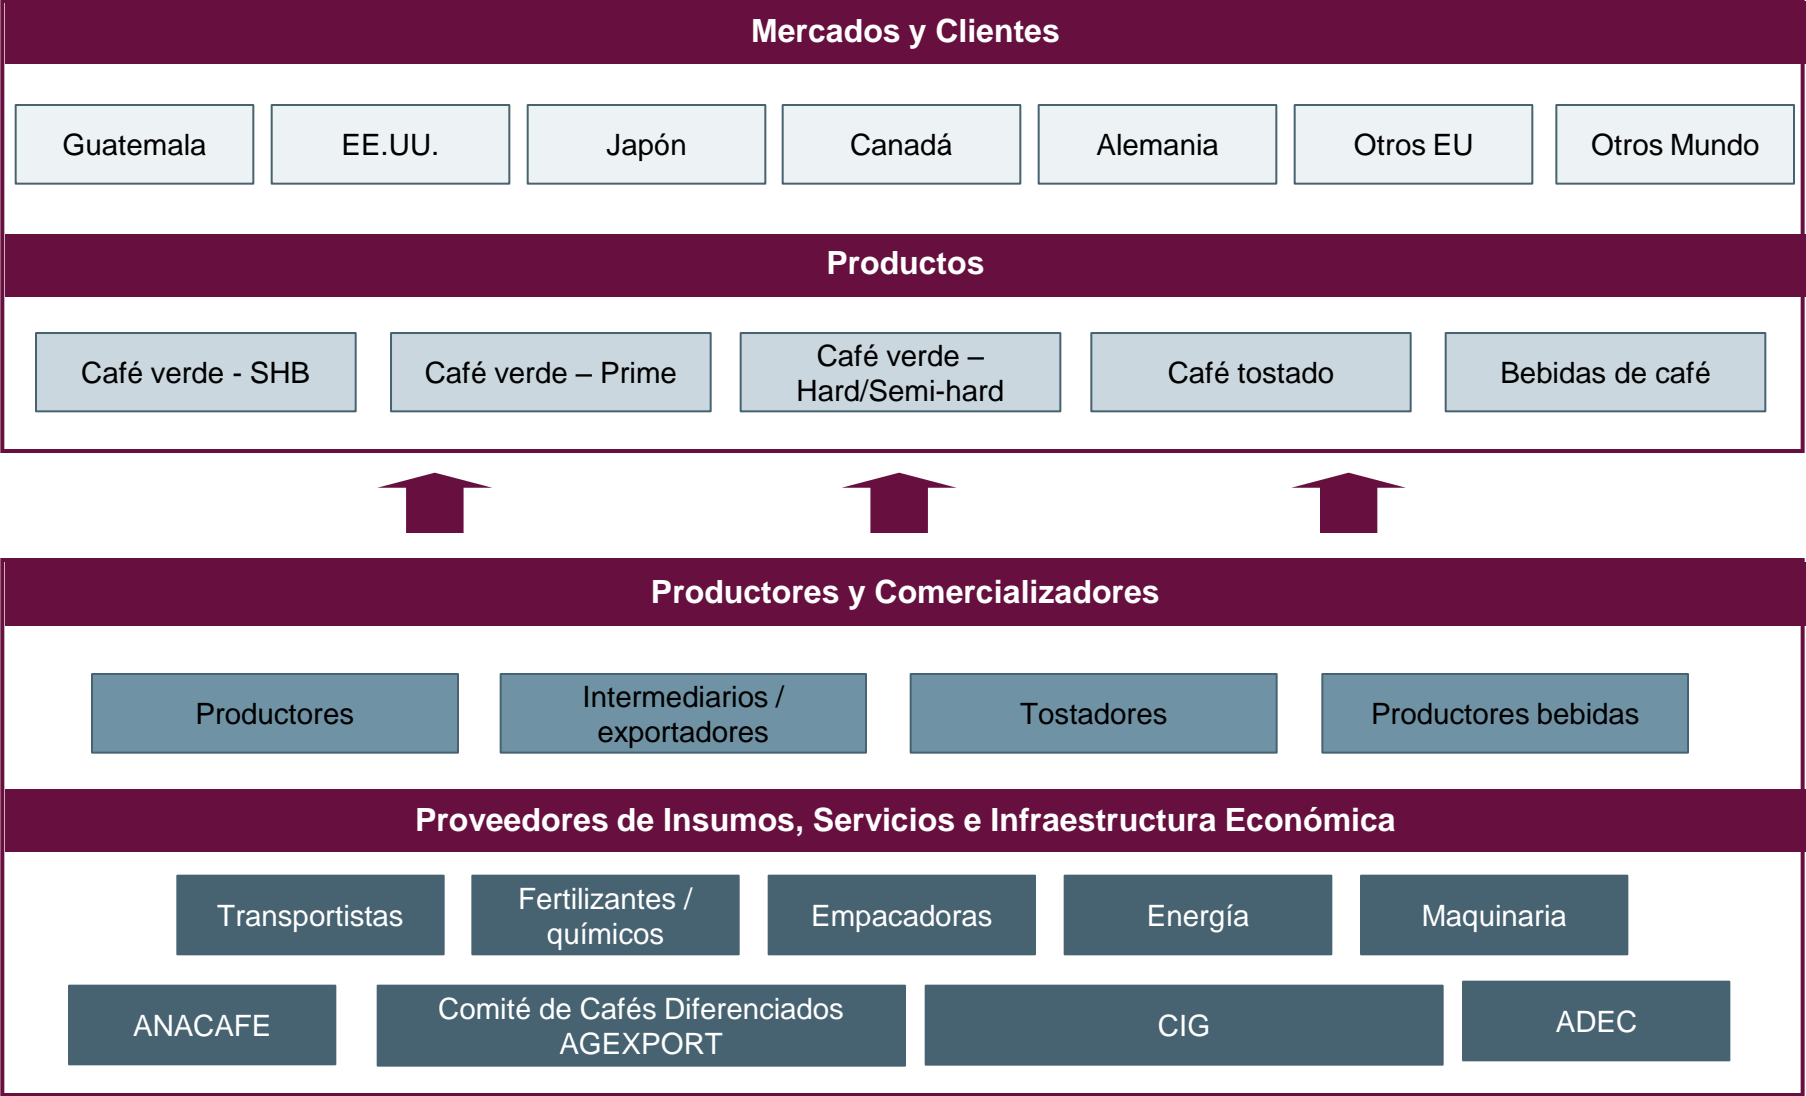 Mercados y Clientes
Guatemala
EE.UU.
Japón
Canadá
Alemania
Otros EU
Otros Mundo
Productos
Café verde - SHB
Café verde – Prime
Café verde –
Hard/Semi-hard
Café tostado
Bebidas de café
Productores y Comercializadores
Productores
Intermediarios /
exportadores
Tostadores
Productores bebidas
Proveedores de Insumos, Servicios e Infraestructura Económica
Transportistas
Fertilizantes /
químicos
Empacadoras
Energía
Maquinaria
ANACAFE
Comité de Cafés Diferenciados
AGEXPORT
CIG
ADEC